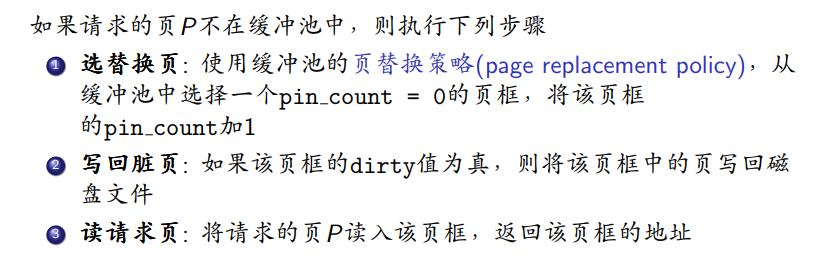 如果请求的页P不在缓冲池中，则执行下列步骤
1 选替换页: 使用缓冲池的页替换策略(page replacement policy)，从
缓冲池中选择一个pin_count = 0的页框，将该页框
的pin_count加1
2 写回脏页: 如果该页框的dirty值为真，则将该页框中的页写回磁
盘文件
3 读请求页: 将请求的页P读入该页框，返回该页框的地址